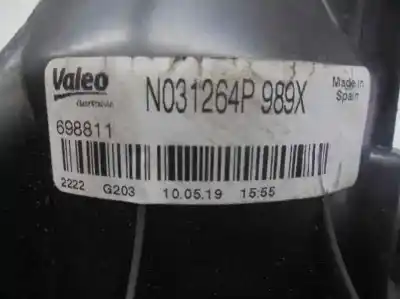 Valeo
N031264P 989X
Made in
Spain
698811
2222 G203 10.05.19 15:55